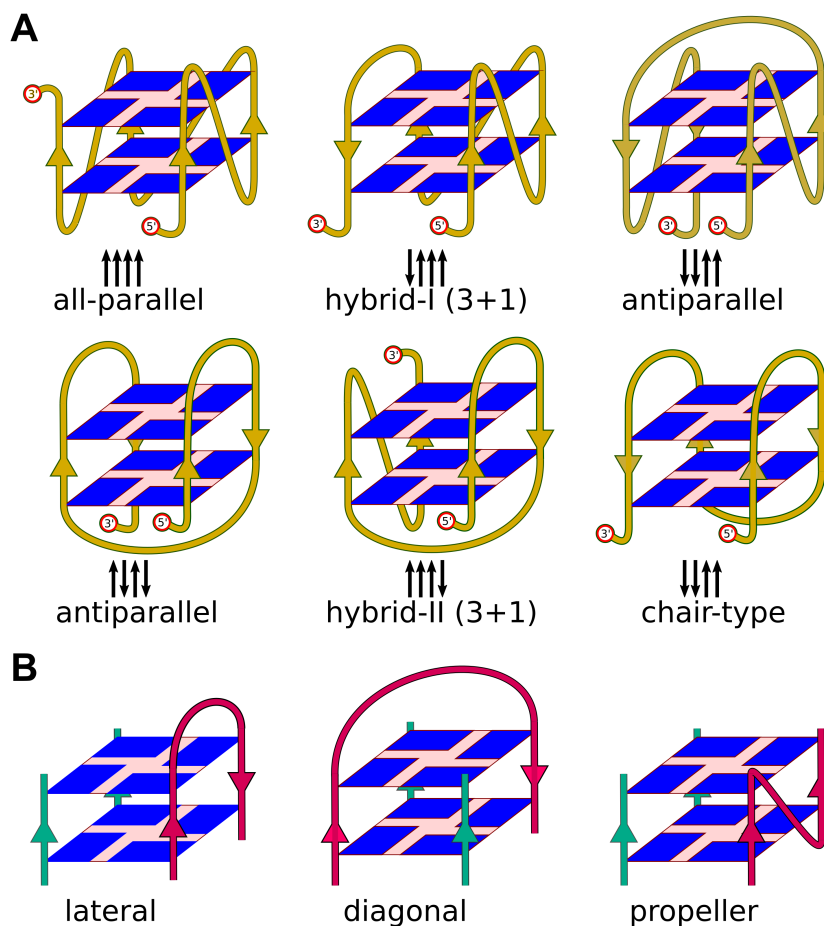 A
3'
5'
all-parallel
3'
5'
hybrid-I (3+1)
3'
5'
antiparallel
3'
5'
antiparallel
3'
5'
hybrid-II (3+1)
3'
5'
chair-type
B
lateral
diagonal
propeller